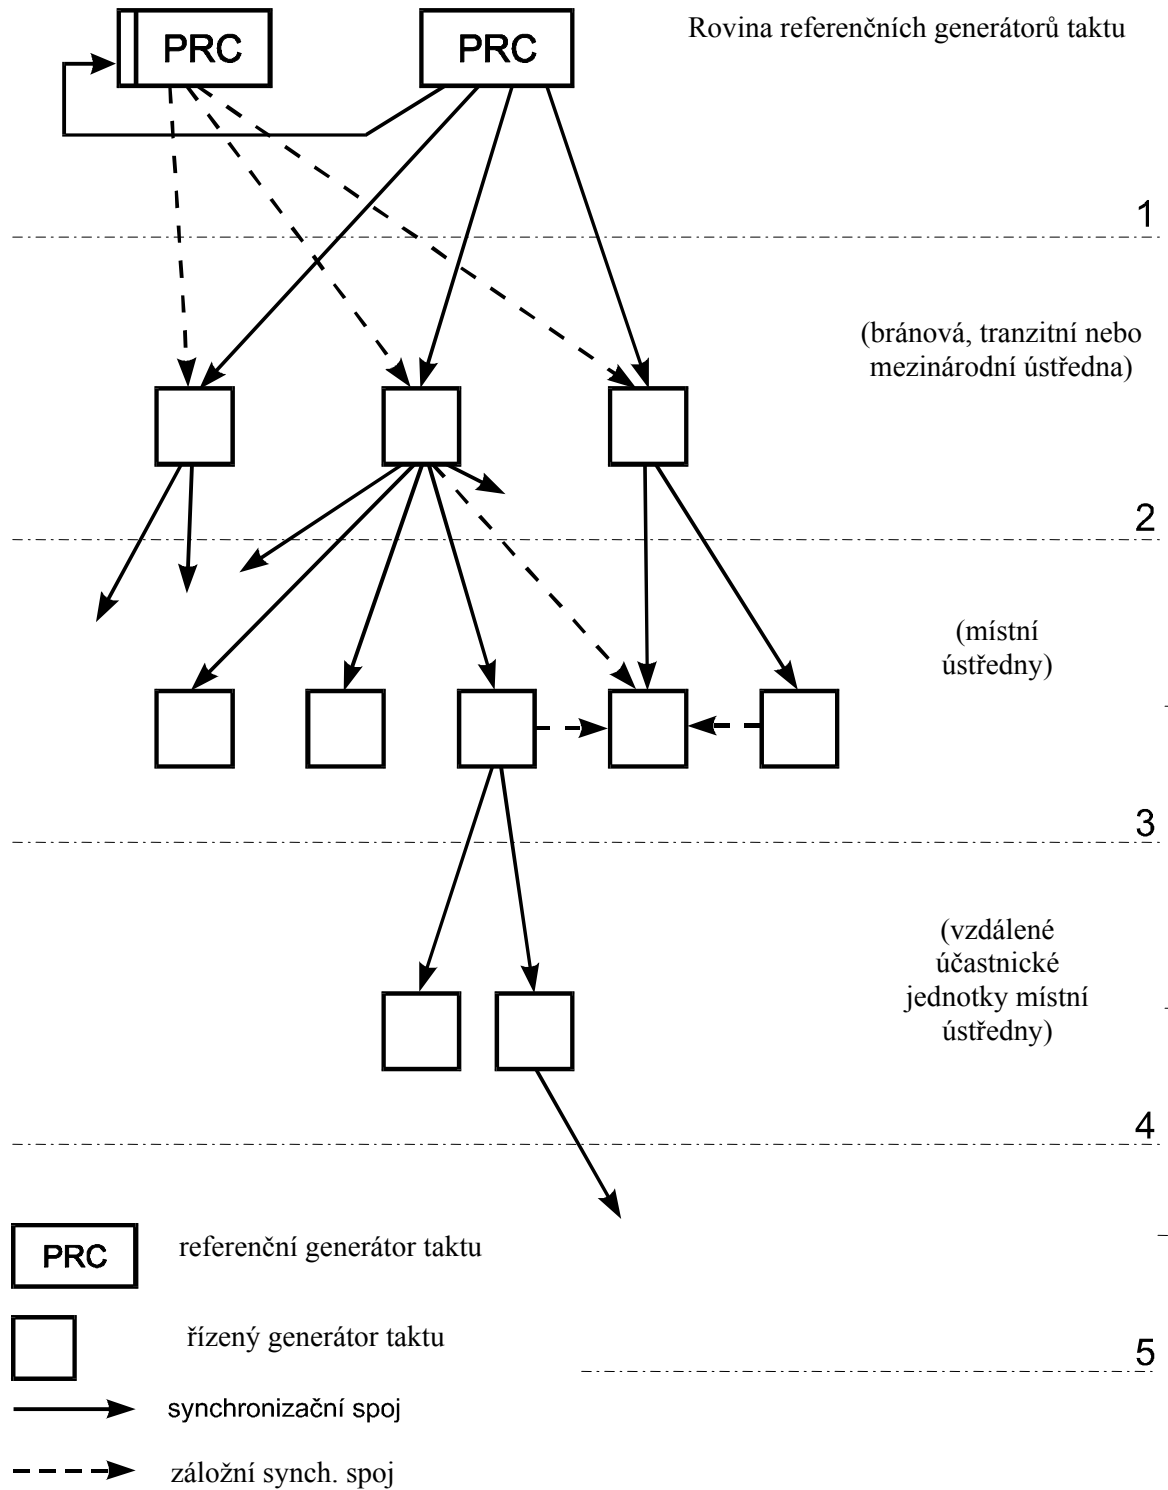 PRC
PRC
Rovina referenčních generátorů taktu
1
(bránová, tranzitní nebo
mezinárodní ústředna)
2
(místní
ústředny)
3
(vzdálené
účastnické
jednotky místní
ústředny)
4
PRC
referenční generátor taktu
řízený generátor taktu
5
synchronizační spoj
záložní synch. spoj